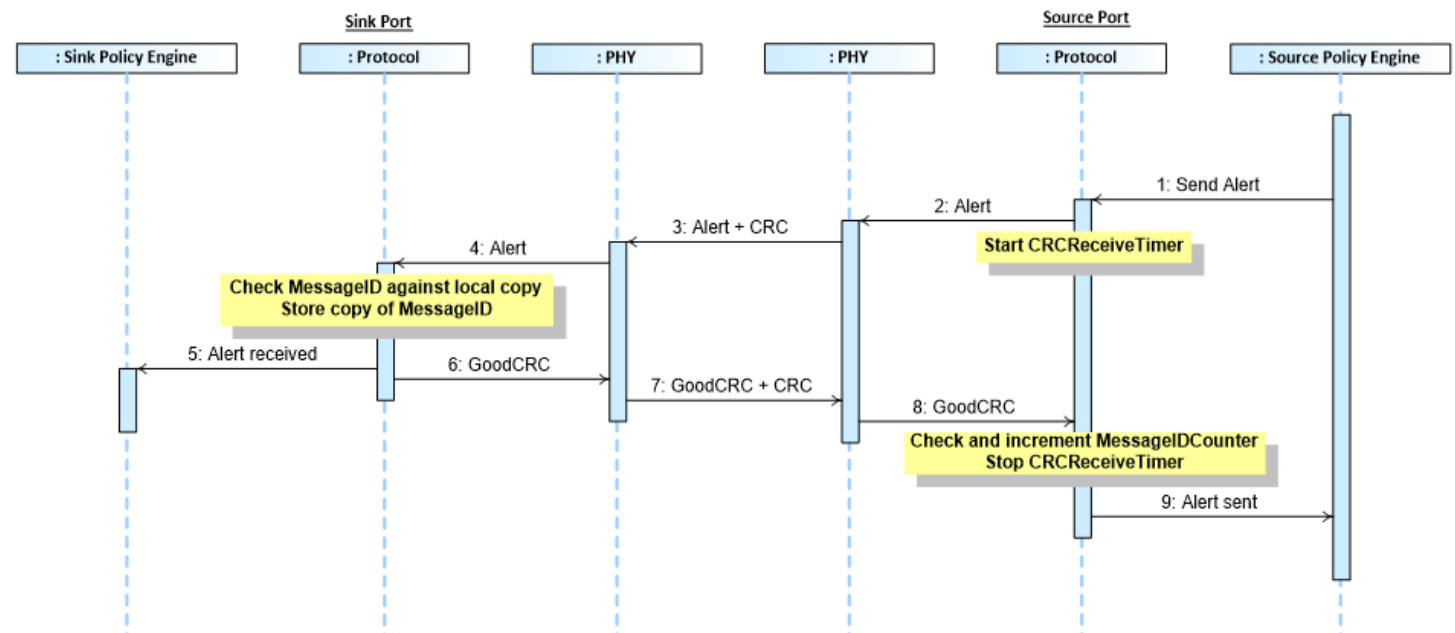 Sink Port
Source Port
: Sink Policy Engine
: Protocol
: PHY
: PHY
: Protocol
: Source Policy Engine
1: Send Alert
2: Alert
3: Alert + CRC
Start CRCReceiveTimer
4: Alert
Check MessageID against local copy
Store copy of MessageID
5: Alert received
6: GoodCRC
7: GoodCRC + CRC
8: GoodCRC
Check and increment MessageIDCounter
Stop CRCReceiveTimer
9: Alert sent